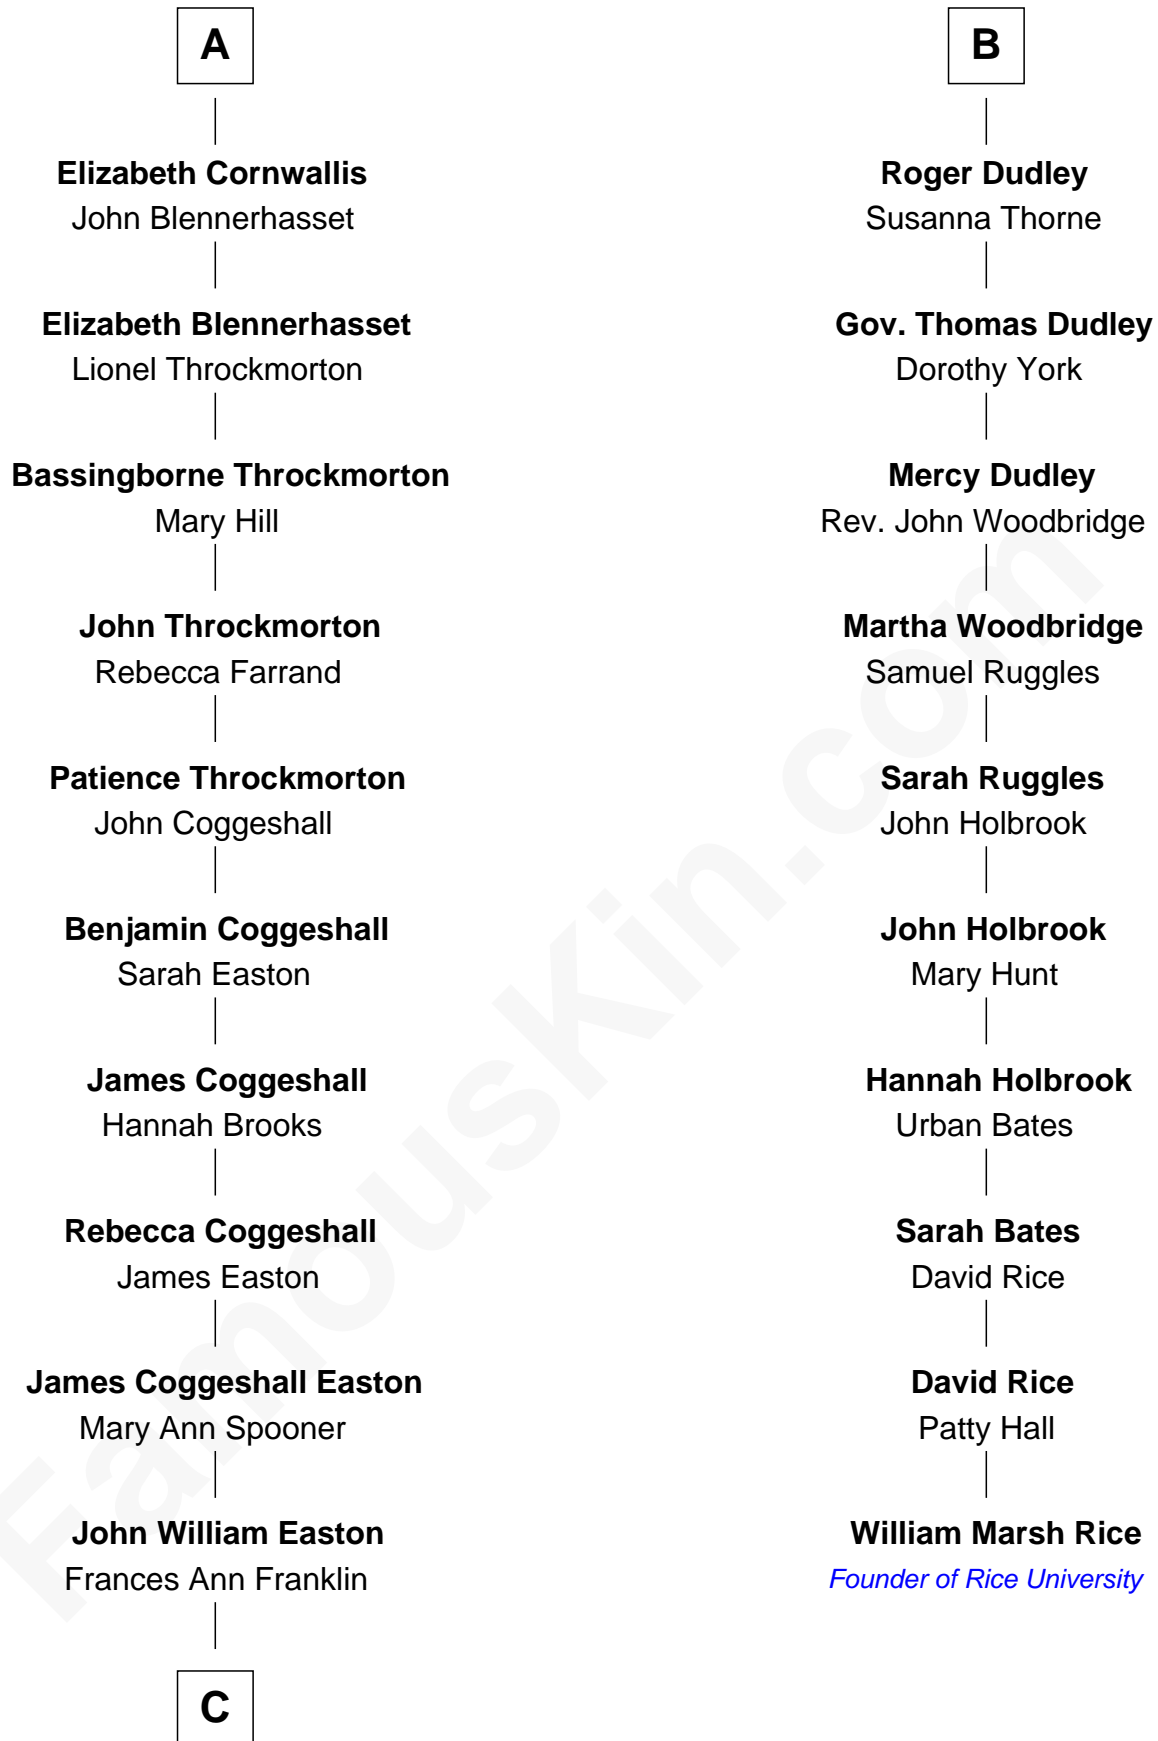 A
Elizabeth Cornwallis
John Blennerhasset
Elizabeth Blennerhasset
Lionel Throckmorton
Bassingborne Throckmorton
Mary Hill
John Throckmorton
Rebecca Farrand
Patience Throckmorton
John Coggeshall
Benjamin Coggeshall
Sarah Easton
James Coggeshall
Hannah Brooks
Rebecca Coggeshall
James Easton
James Coggeshall Easton
Mary Ann Spooner
John William Easton
Frances Ann Franklin
C
B
Roger Dudley
Susanna Thorne
Gov. Thomas Dudley
Dorothy York
Mercy Dudley
Rev. John Woodbridge
Martha Woodbridge
Samuel Ruggles
Sarah Ruggles
John Holbrook
John Holbrook
Mary Hunt
Hannah Holbrook
Urban Bates
Sarah Bates
David Rice
David Rice
Patty Hall
William Marsh Rice
Founder of Rice University
FamousKin.com